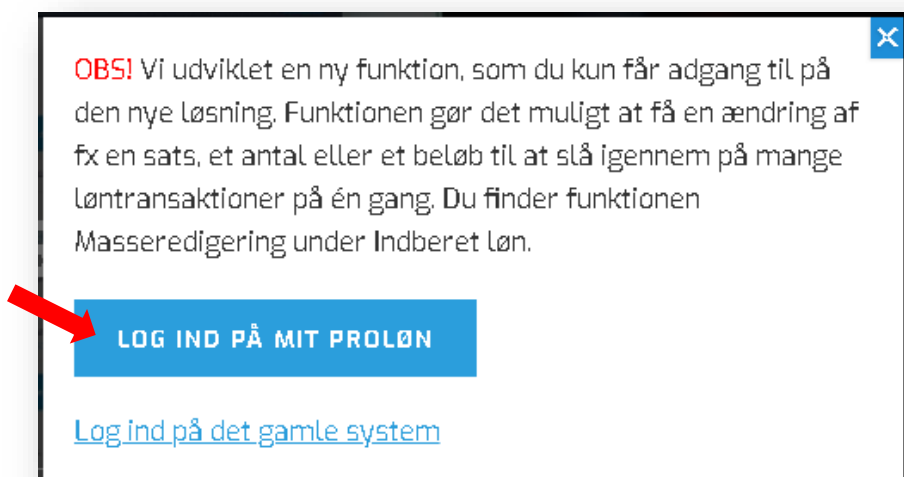 OBS! Vi udviklet en ny funktion, som du kun får adgang til på
den nye løsning. Funktionen gør det muligt at få en ændring af
fx en sats, et antal eller et beløb til at slå igennem på mange
løntransaktioner på én gang. Du finder funktionen
Masseredigering under Indberet løn.
LOG IND PÅ MIT PROLØN
Log ind på det gamle system